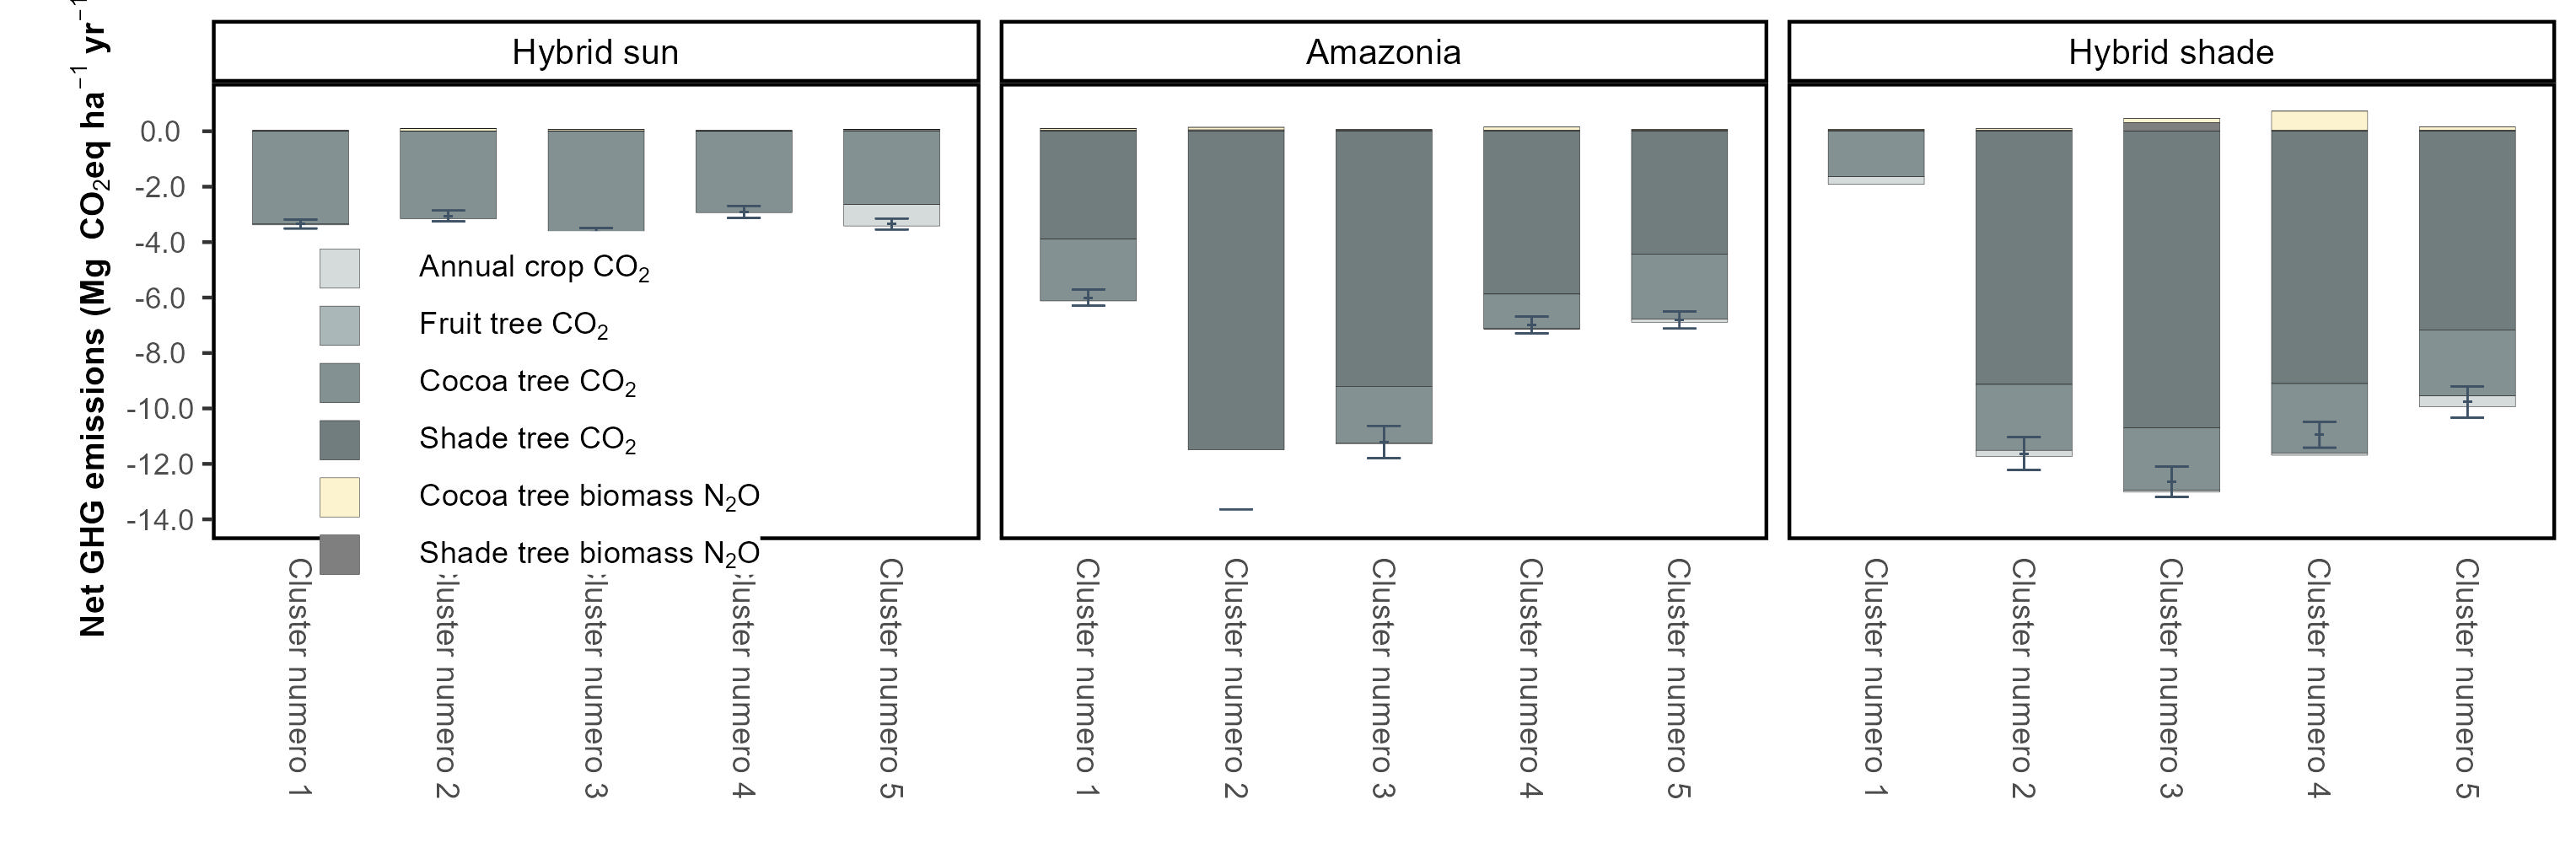 Hybrid sun
Amazonia
Hybrid shade
Net GHG emissions (Mg CO₂eq ha⁻¹ yr⁻¹
0.0
-2.0
-4.0
-6.0
-8.0
-10.0
-12.0
-14.0
Annual crop CO₂
Fruit tree CO₂
Cocoa tree CO₂
Shade tree CO₂
Cocoa tree biomass N₂O
Shade tree biomass N₂O
Cluster numero 1
Cluster numero 2
Cluster numero 3
Cluster numero 4
Cluster numero 5
Cluster numero 1
Cluster numero 2
Cluster numero 3
Cluster numero 4
Cluster numero 5
Cluster numero 1
Cluster numero 2
Cluster numero 3
Cluster numero 4
Cluster numero 5